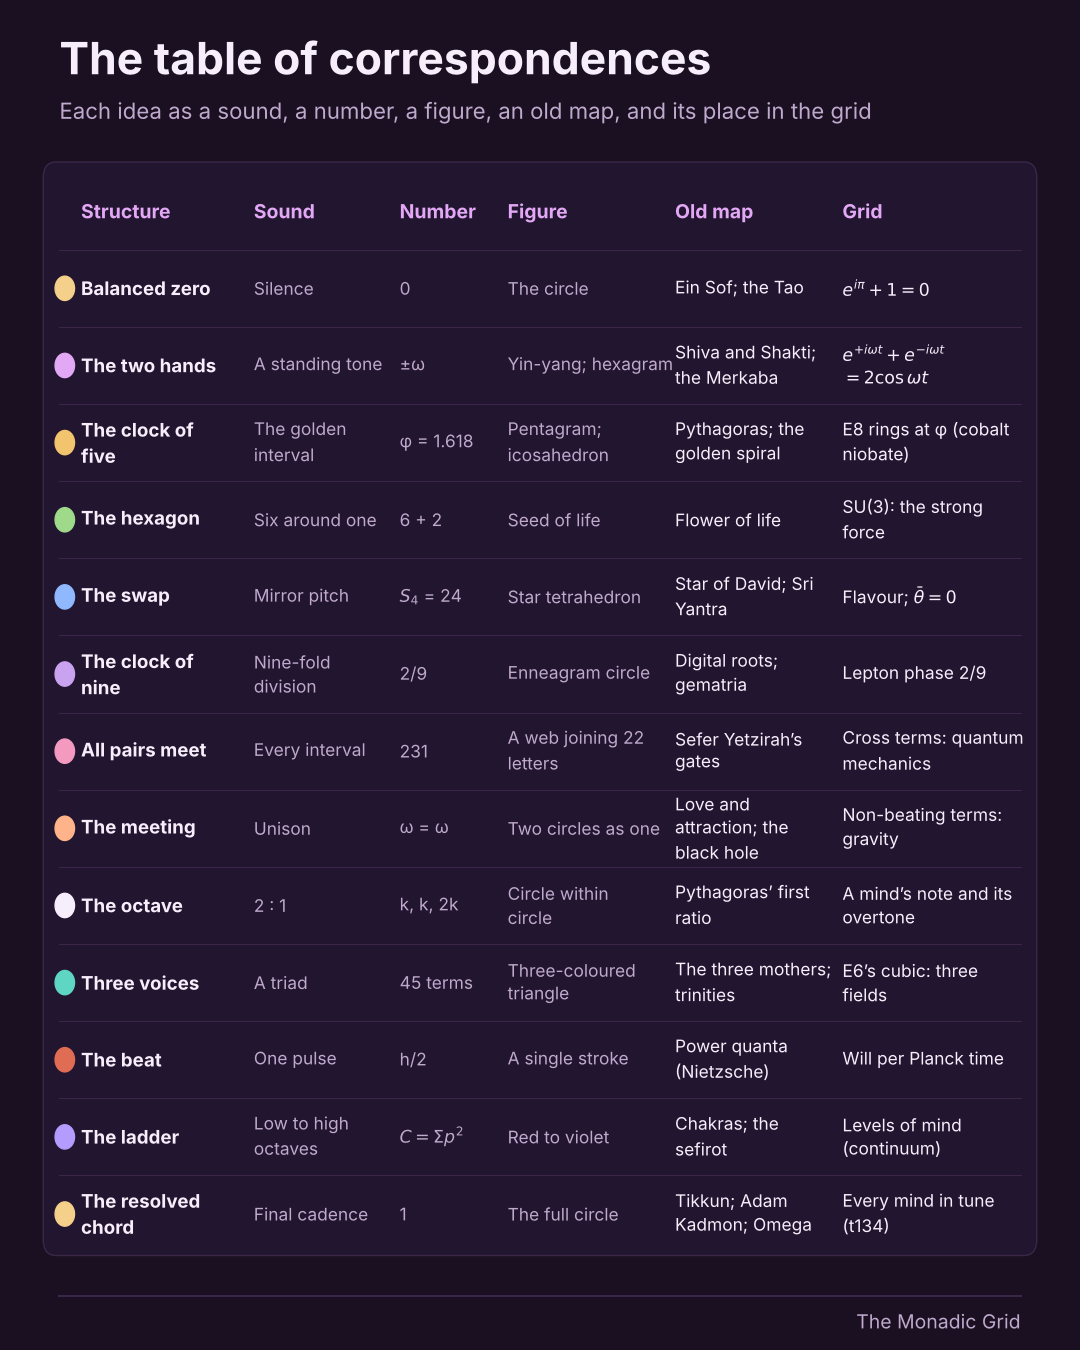 The table of correspondences
Each idea as a sound, a number, a figure, an old map, and its place in the grid
Structure Sound Number Figure Old map Grid
Balanced zero Silence 0 The circle Ein Sof; the Tao e^{iπ} + 1 = 0
The two hands A standing tone ±ω Yin-yang; hexagram Shiva and Shakti; e^{+iωt} + e^{−iωt}
the Merkaba = 2cos ωt
The clock of The golden φ = 1.618 Pentagram; Pythagoras; the E8 rings at φ (cobalt
five interval icosahedron golden spiral niobate)
The hexagon Six around one 6 + 2 Seed of life Flower of life SU(3): the strong
force
The swap Mirror pitch S₄ = 24 Star tetrahedron Star of David; Sri Flavour; θ̄ = 0
Yantra
The clock of Nine-fold 2/9 Enneagram circle Digital roots; Lepton phase 2/9
nine division gematria
All pairs meet Every interval 231 A web joining 22 Sefer Yetzirah’s Cross terms: quantum
letters gates mechanics
The meeting Unison ω = ω Two circles as one Love and Non-beating terms:
attraction; the gravity
black hole
The octave 2 : 1 k, k, 2k Circle within Pythagoras’ first A mind’s note and its
circle ratio overtone
Three voices A triad 45 terms Three-coloured The three mothers; E6’s cubic: three
triangle trinities fields
The beat One pulse h/2 A single stroke Power quanta Will per Planck time
(Nietzsche)
The ladder Low to high C = Σp² Red to violet Chakras; the Levels of mind
octaves sefirot (continuum)
The resolved Final cadence 1 The full circle Tikkun; Adam Every mind in tune
chord Kadmon; Omega (t134)
The Monadic Grid